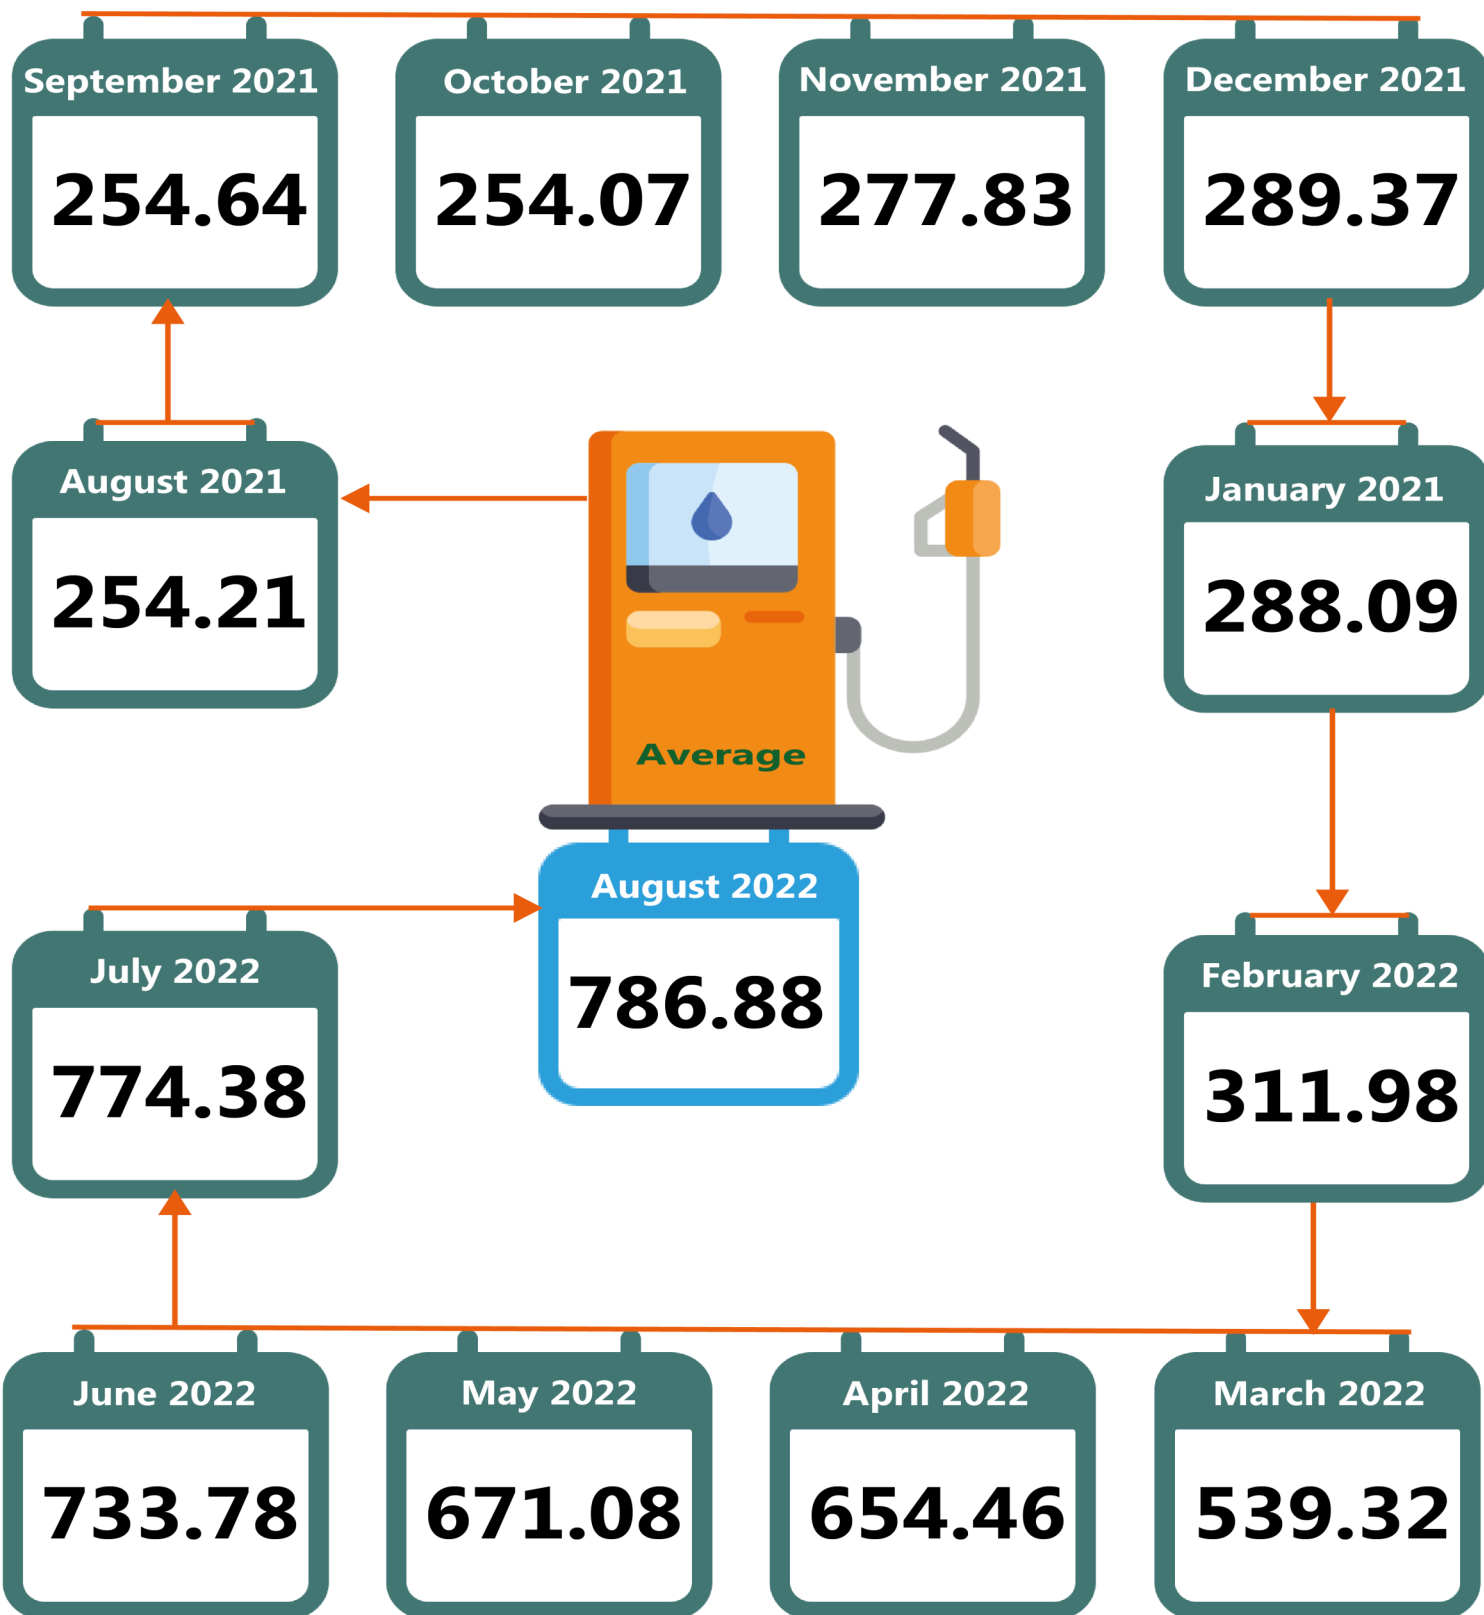 September 2021
254.64
October 2021
254.07
November 2021
277.83
December 2021
289.37
August 2021
254.21
January 2021
288.09
Average
August 2022
786.88
July 2022
774.38
February 2022
311.98
June 2022
733.78
May 2022
671.08
April 2022
654.46
March 2022
539.32